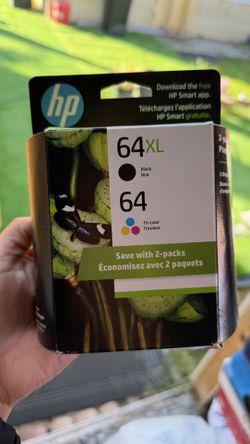 hp
Download the free
HP Smart app.
Téléchargez l'application
HP Smart gratuite.
64XL
Black
Noir
64
Tri-color
Tricolore
Save with 2-packs
Économisez avec 2 paquets